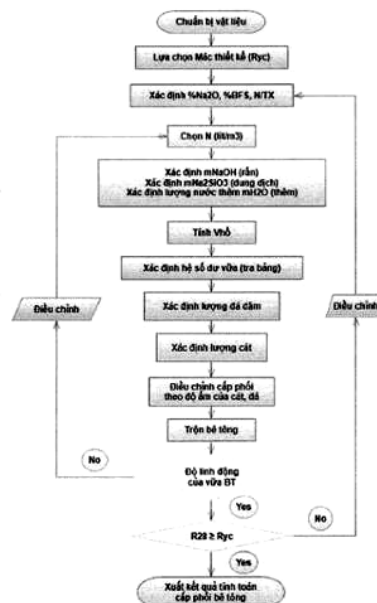 Chuẩn bị vật liệu
Lựa chọn Mác thiết kế (Ryc)
Xác định %Na2O, %BFS, N/TX
Chọn N (lít/m3)
Xác định mNaOH (rắn)
Xác định mNa2SiO3 (dung dịch)
Xác định lượng nước thêm mH2O (thêm)
Tính Vhồ
Xác định hệ số dư vữa (tra bảng)
Điều chỉnh
Xác định lượng đá dăm
Điều chỉnh
Xác định lượng cát
Điều chỉnh cấp phối
theo độ ẩm của cát, đá
Trộn bê tông
No
Độ linh động
của vữa BT
Yes
No
R28 ≥ Ryc
Yes
Xuất kết quả tính toán
cấp phối bê tông